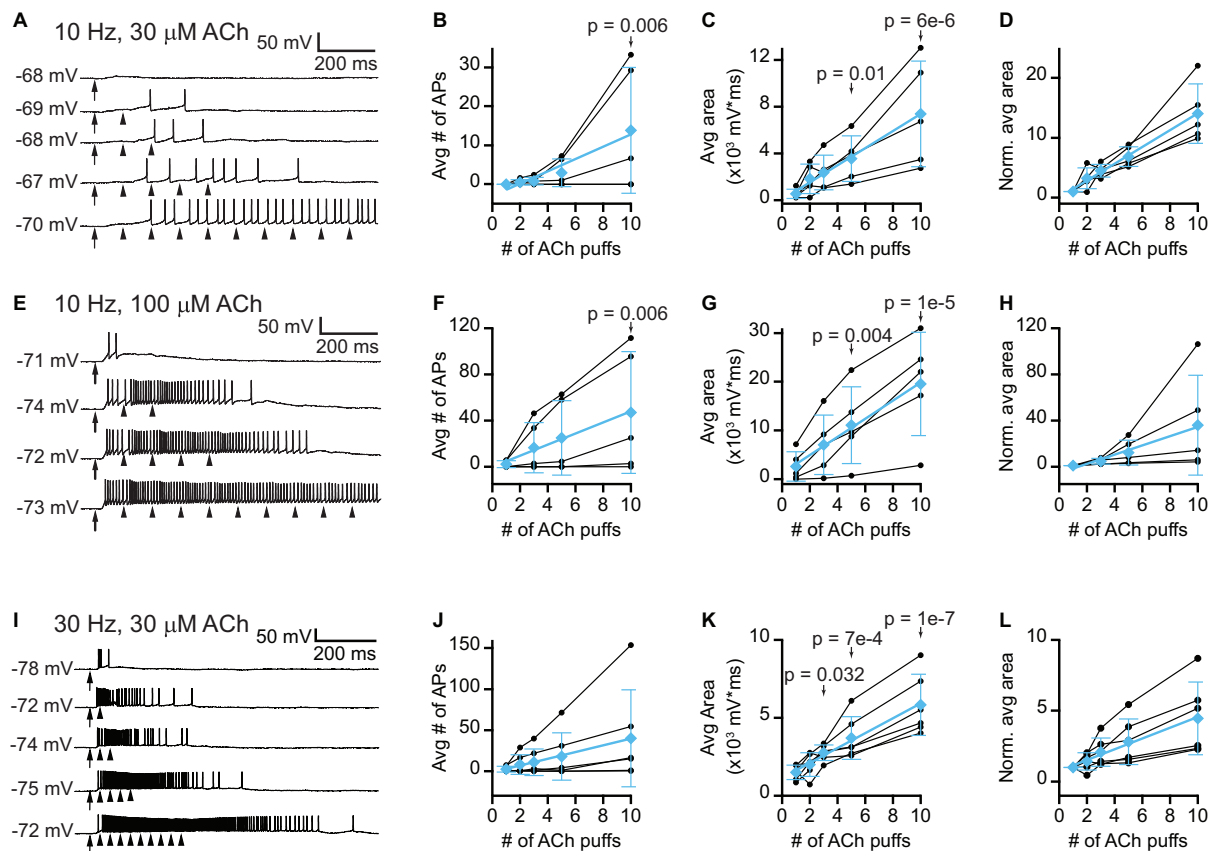 A
10 Hz, 30 µM ACh
50 mV
200 ms
-68 mV
-69 mV
-68 mV
-67 mV
-70 mV
B
p = 0.006
Avg # of APs
30
20
10
0
0 2 4 6 8 10
# of ACh puffs
C
p = 6e-6
p = 0.01
Avg area
(x10³ mV*ms)
12
8
4
0
0 2 4 6 8 10
# of ACh puffs
D
Norm. avg area
20
10
0
0 2 4 6 8 10
# of ACh puffs
E
10 Hz, 100 µM ACh
50 mV
200 ms
-71 mV
-74 mV
-72 mV
-73 mV
F
p = 0.006
Avg # of APs
120
80
40
0
0 2 4 6 8 10
# of ACh puffs
G
p = 1e-5
p = 0.004
Avg area
(x10³ mV*ms)
30
20
10
0
0 2 4 6 8 10
# of ACh puffs
H
Norm. avg area
120
80
40
0
0 2 4 6 8 10
# of ACh puffs
I
30 Hz, 30 µM ACh
50 mV
200 ms
-78 mV
-72 mV
-74 mV
-75 mV
-72 mV
J
Avg # of APs
150
100
50
0
0 2 4 6 8 10
# of ACh puffs
K
p = 1e-7
p = 7e-4
p = 0.032
Avg Area
(x10³ mV*ms)
10
5
0
0 2 4 6 8 10
# of ACh puffs
L
Norm. avg area
10
5
0
0 2 4 6 8 10
# of ACh puffs